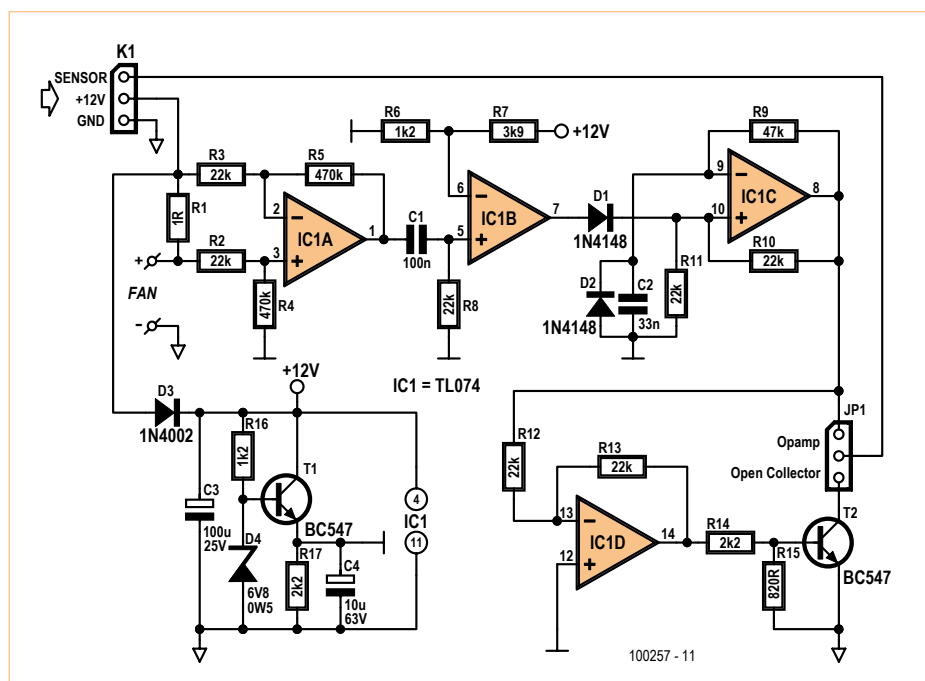 K1
SENSOR
+12V
GND
R6
1k2
R7
3k9
+12V
R9
47k
R3
22k
R5
470k
R1
1R
2
3
IC1A
1
C1
100n
6
5
IC1B
7
D1
1N4148
9
10
IC1C
8
R2
22k
R4
470k
R8
22k
R10
22k
R11
22k
D2
1N4148
C2
33n
+
FAN
-
+12V
IC1 = TL074
D3
1N4002
R16
1k2
T1
BC547
4
IC1
11
C3
100u
25V
D4
6V8
0W5
R17
2k2
C4
10u
63V
R12
22k
R13
22k
JP1
Opamp
Open Collector
13
12
IC1D
14
R14
2k2
R15
820R
T2
BC547
100257 - 11